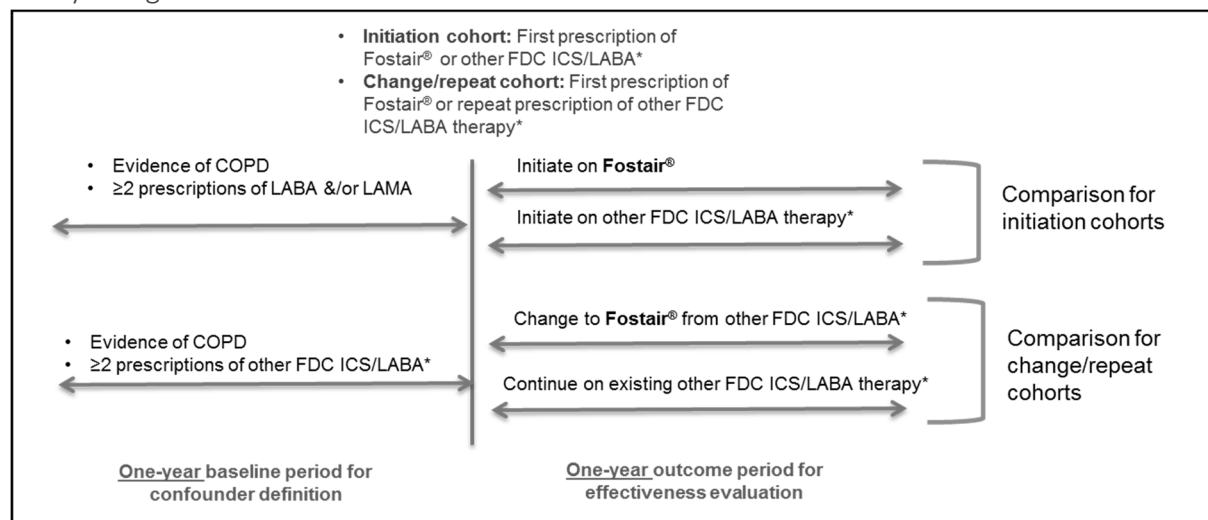 • Initiation cohort: First prescription of
Fostair® or other FDC ICS/LABA*
• Change/repeat cohort: First prescription of
Fostair® or repeat prescription of other FDC
ICS/LABA therapy*
• Evidence of COPD
• ≥2 prescriptions of LABA &/or LAMA
Initiate on Fostair®
Initiate on other FDC ICS/LABA therapy*
Comparison for
initiation cohorts
• Evidence of COPD
• ≥2 prescriptions of other FDC ICS/LABA*
Change to Fostair® from other FDC ICS/LABA*
Continue on existing other FDC ICS/LABA therapy*
Comparison for
change/repeat
cohorts
One-year baseline period for
confounder definition
One-year outcome period for
effectiveness evaluation